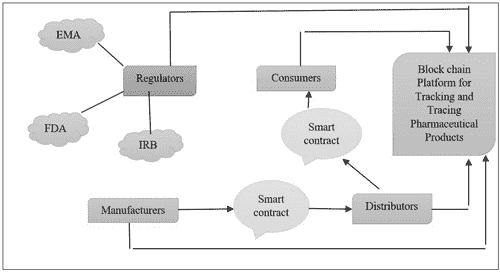 EMA
Regulators
FDA
IRB
Consumers
Smart
contract
Block chain
Platform for
Tracking and
Tracing
Pharmaceutical
Products
Manufacturers
Smart
contract
Distributors